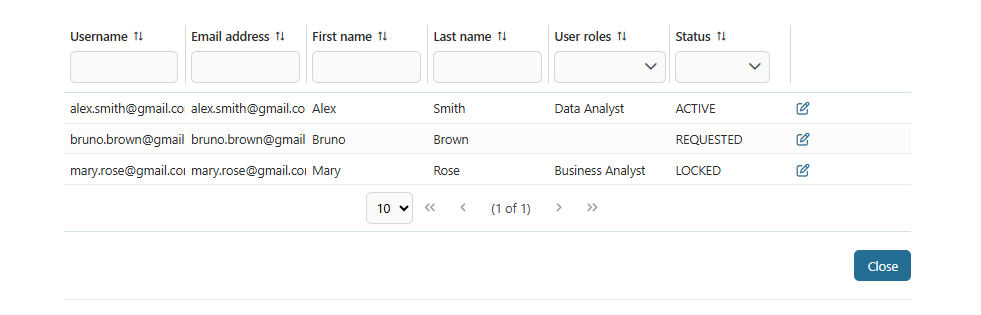 Username Email address First name Last name User roles Status
alex.smith@gmail.co alex.smith@gmail.co Alex Smith Data Analyst ACTIVE
bruno.brown@gmail bruno.brown@gmail Bruno Brown REQUESTED
mary.rose@gmail.co mary.rose@gmail.co Mary Rose Business Analyst LOCKED
10 (1 of 1)
Close